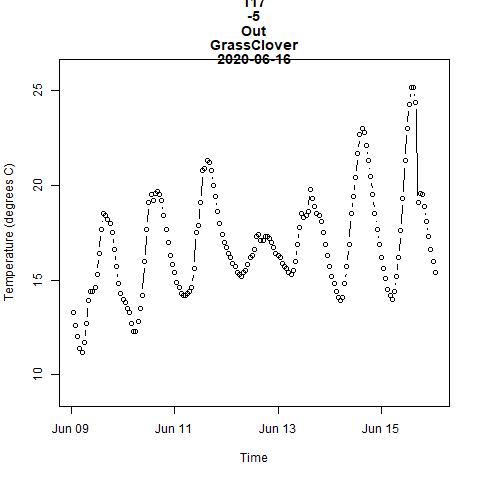 T17
-5
Out
GrassClover
2020-06-16
Temperature (degrees C)
25
20
15
10
Jun 09
Jun 11
Jun 13
Jun 15
Time